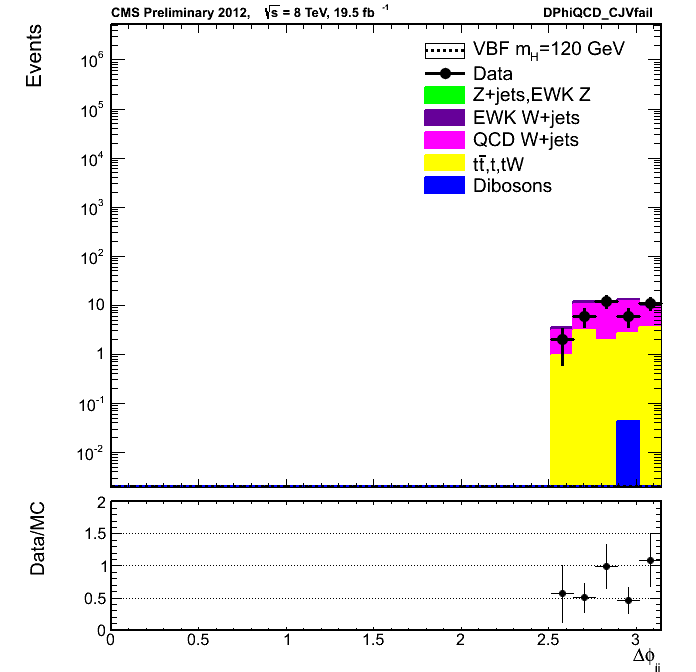 CMS Preliminary 2012, √s = 8 TeV, 19.5 fb⁻¹ DPhiQCD_CJVfail
Events
10⁶
10⁵
10⁴
10³
10²
10
1
10⁻¹
10⁻²
VBF m_H=120 GeV
Data
Z+jets,EWK Z
EWK W+jets
QCD W+jets
tt̄,t,tW
Dibosons
Data/MC
2
1.5
1
0.5
0
0 0.5 1 1.5 2 2.5 3
Δϕ_jj